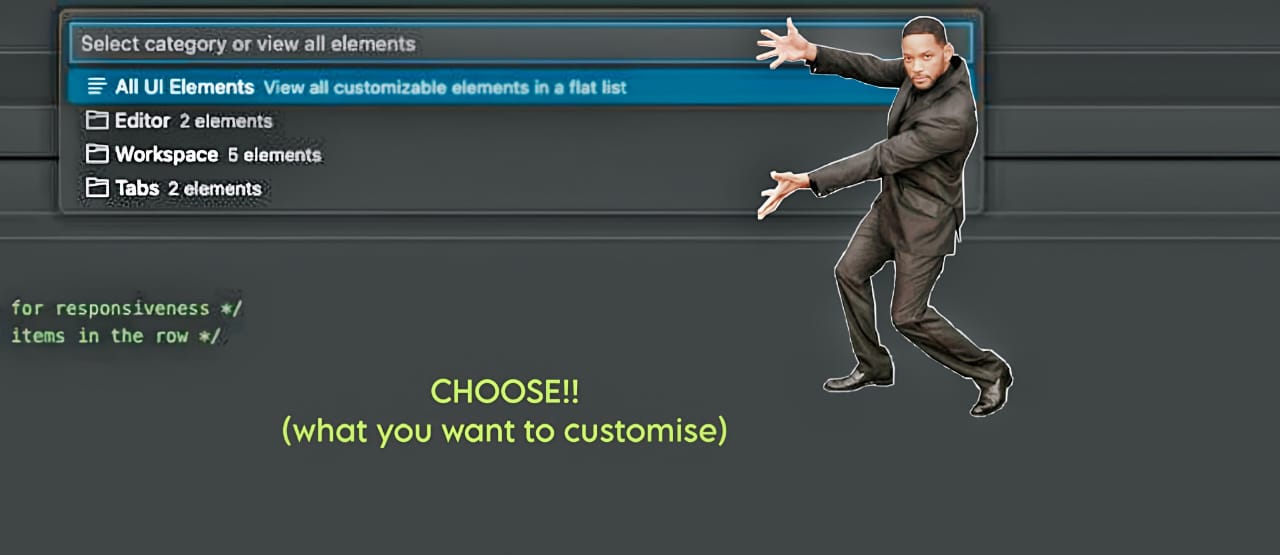 Select category or view all elements
All UI Elements View all customizable elements in a flat list
Editor 2 elements
Workspace 5 elements
Tabs 2 elements
for responsiveness */
items in the row */
CHOOSE!!
(what you want to customise)